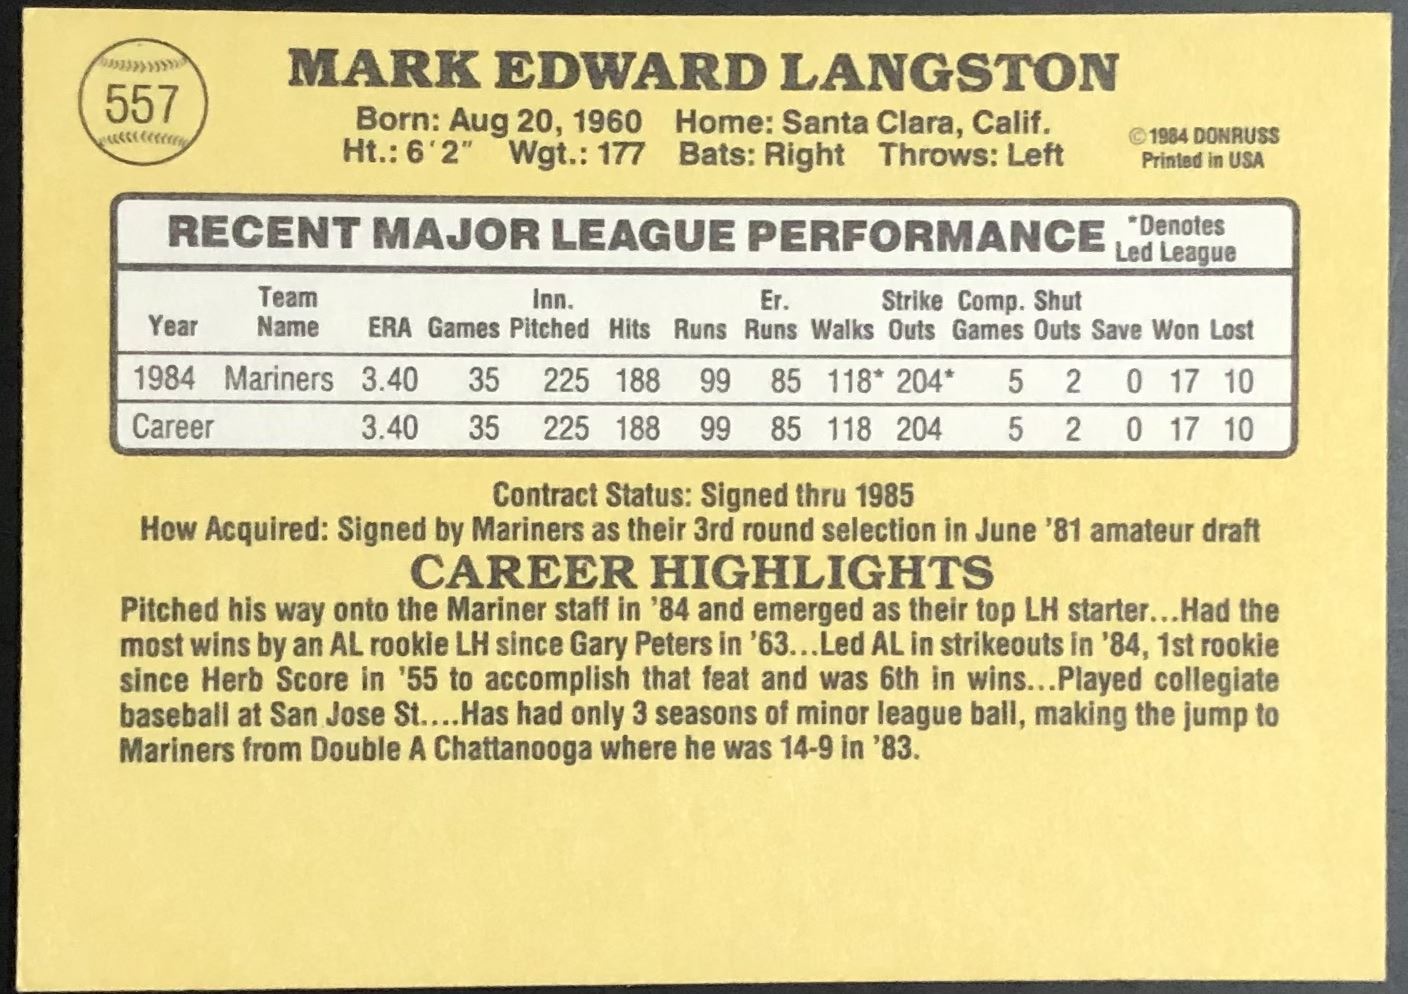 557
MARK EDWARD LANGSTON
Born: Aug 20, 1960 Home: Santa Clara, Calif.
Ht.: 6'2" Wgt.: 177 Bats: Right Throws: Left
©1984 DONRUSS
Printed in USA
RECENT MAJOR LEAGUE PERFORMANCE *Denotes Led League
Year Team Name ERA Games Inn. Pitched Hits Runs Er. Runs Walks Strike Outs Comp. Games Shut Outs Save Won Lost
1984 Mariners 3.40 35 225 188 99 85 118* 204* 5 2 0 17 10
Career 3.40 35 225 188 99 85 118 204 5 2 0 17 10
Contract Status: Signed thru 1985
How Acquired: Signed by Mariners as their 3rd round selection in June '81 amateur draft
CAREER HIGHLIGHTS
Pitched his way onto the Mariner staff in '84 and emerged as their top LH starter...Had the
most wins by an AL rookie LH since Gary Peters in '63...Led AL in strikeouts in '84, 1st rookie
since Herb Score in '55 to accomplish that feat and was 6th in wins...Played collegiate
baseball at San Jose St....Has had only 3 seasons of minor league ball, making the jump to
Mariners from Double A Chattanooga where he was 14-9 in '83.